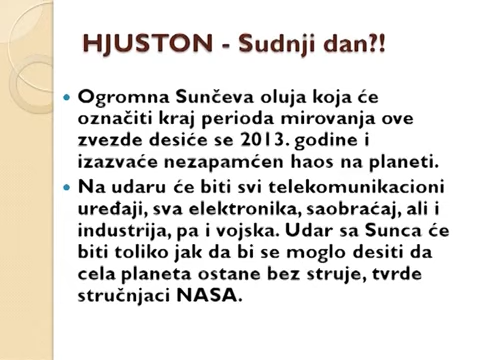 HJUSTON - Sudnji dan?!
Ogromna Sunčeva oluja koja će
označiti kraj perioda mirovanja ove
zvezde desiće se 2013. godine i
izazvaće nezapamćen haos na planeti.
Na udaru će biti svi telekomunikacioni
uređaji, sva elektronika, saobraćaj, ali i
industrija, pa i vojska. Udar sa Sunca će
biti toliko jak da bi se moglo desiti da
cela planeta ostane bez struje, tvrde
stručnjaci NASA.